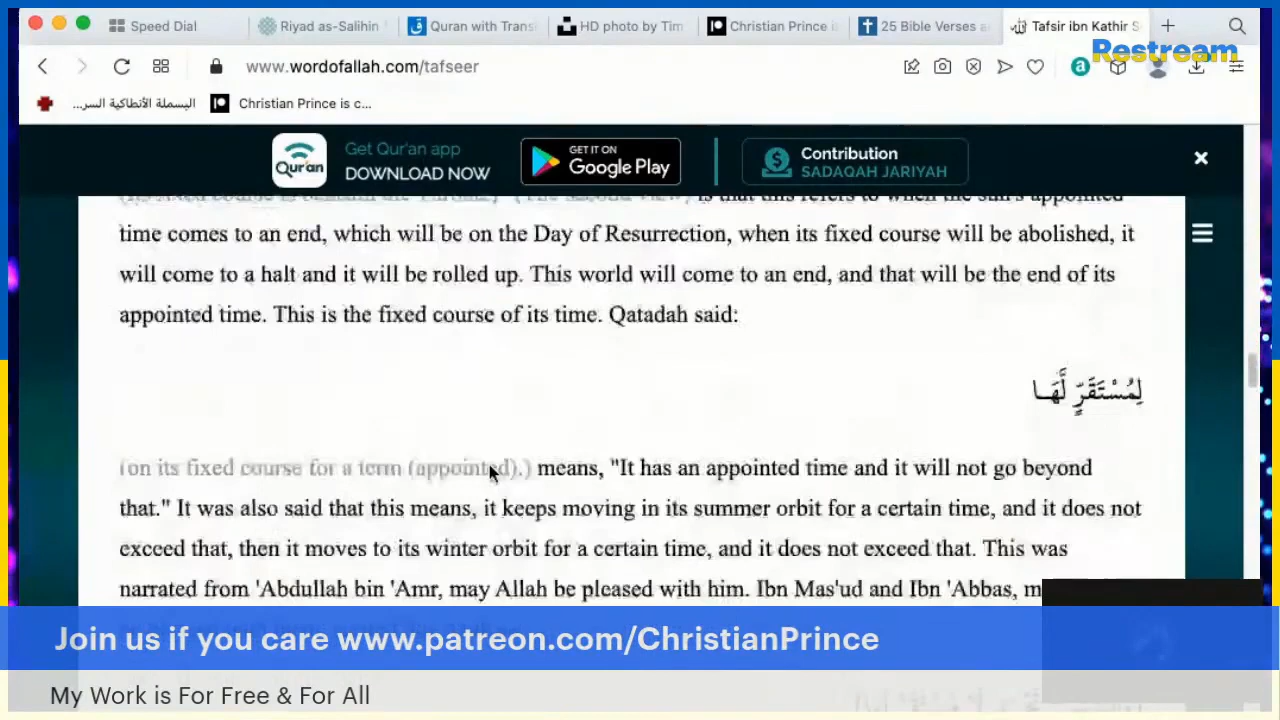 Speed Dial
Riyad as-Salihin
Quran with Transi
HD photo by Tim
Christian Prince i
25 Bible Verses a
Tafsir ibn Kathir S
Restream
www.wordofallah.com/tafseer
البسملة الأنطاكية السر...
Christian Prince is c...
Qur'an
Get Qur'an app
DOWNLOAD NOW
GET IT ON
Google Play
Contribution
SADAQAH JARIYAH
is that this refers to when the sun's appointed
time comes to an end, which will be on the Day of Resurrection, when its fixed course will be abolished, it
will come to a halt and it will be rolled up. This world will come to an end, and that will be the end of its
appointed time. This is the fixed course of its time. Qatadah said:
لِمُسْتَقَرٍّ لَّهَـا
(on its fixed course for a term (appointed).) means, "It has an appointed time and it will not go beyond
that." It was also said that this means, it keeps moving in its summer orbit for a certain time, and it does not
exceed that, then it moves to its winter orbit for a certain time, and it does not exceed that. This was
narrated from 'Abdullah bin 'Amr, may Allah be pleased with him. Ibn Mas'ud and Ibn 'Abbas, m
Join us if you care www.patreon.com/ChristianPrince
My Work is For Free & For All